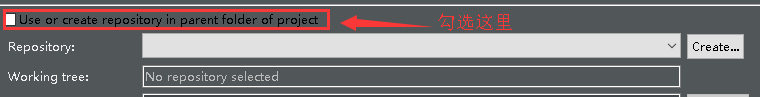 Use or create repository in parent folder of project
勾选这里
Repository:
Create...
Working tree:
No repository selected